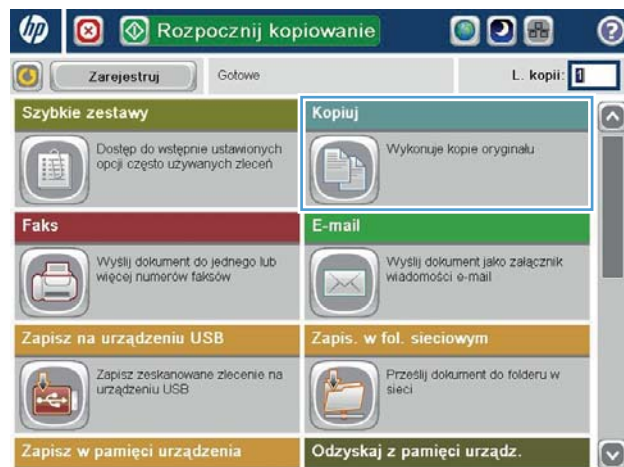 hp
Rozpocznij kopiowanie
?
Zarejestruj
Gotowe
L. kopii: 1
Szybkie zestawy
Dostęp do wstępnie
ustawionych
opcji często używanych zleceń
Kopiuj
Wykonuje kopie oryginału
Faks
Wyślij dokument do jednego lub
więcej numerów faksów
E-mail
Wyślij dokument jako załącznik
wiadomości e-mail
Zapisz na urządzeniu USB
Zapisz zeskanowane zlecenie na
urządzeniu USB
Zapis. w fol. sieciowym
Prześlij dokument do folderu w
sieci
Zapisz w pamięci urządzenia
Odzyskaj z pamięci urządz.